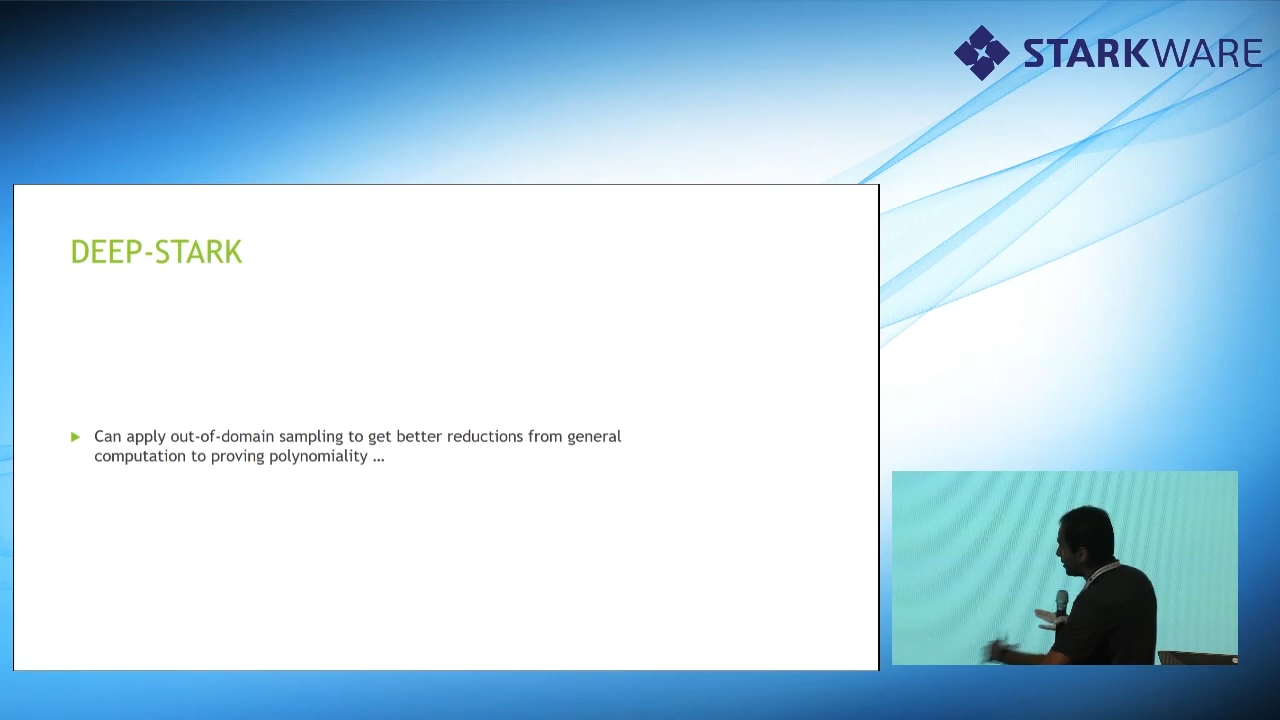 STARKWARE
DEEP-STARK
Can apply out-of-domain sampling to get better reductions from general
computation to proving polynomiality ...